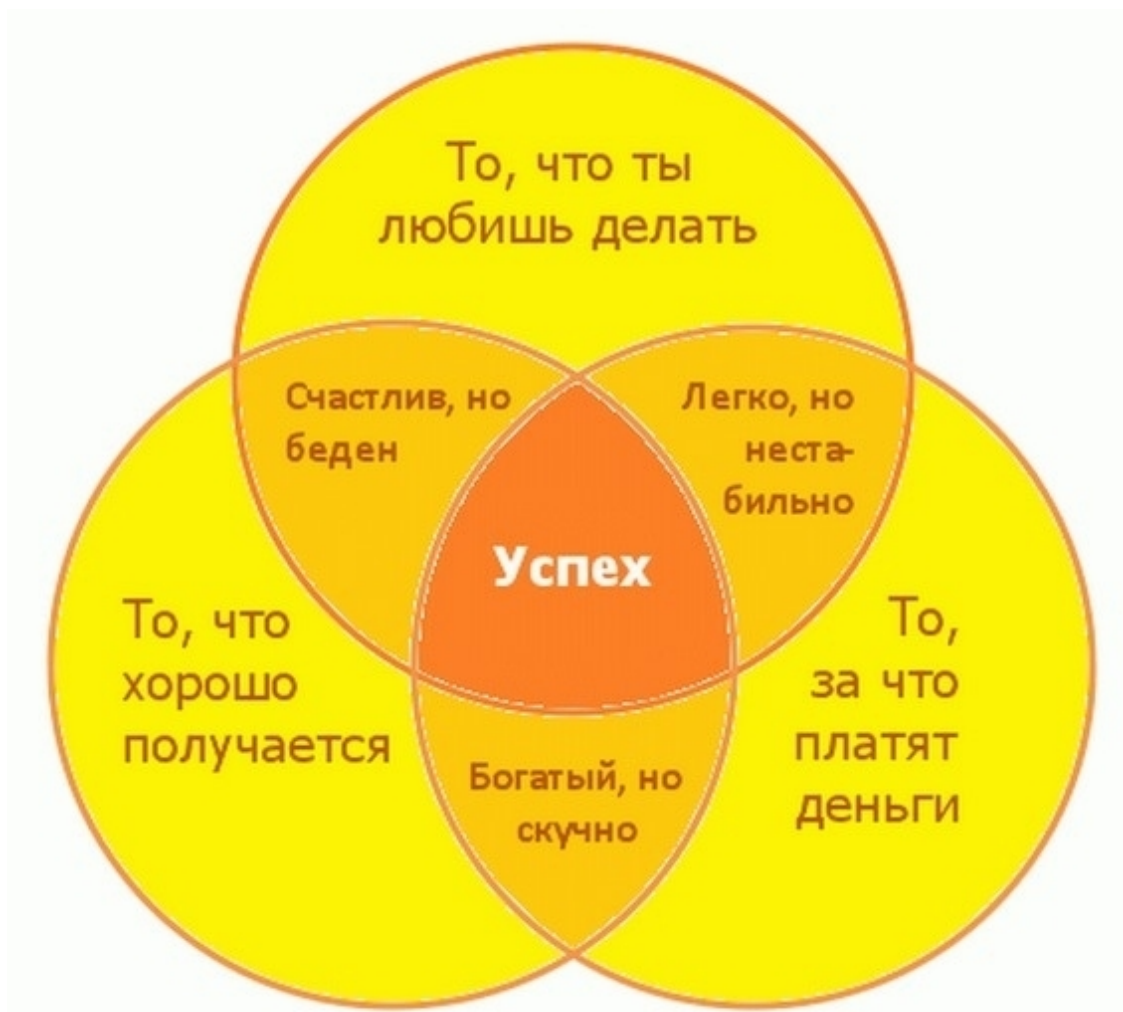 То, что ты
любишь делать
Счастлив, но
беден
Легко, но
неста-
бильно
Успех
То, что
хорошо
получается
То,
за что
платят
деньги
Богатый, но
скучно